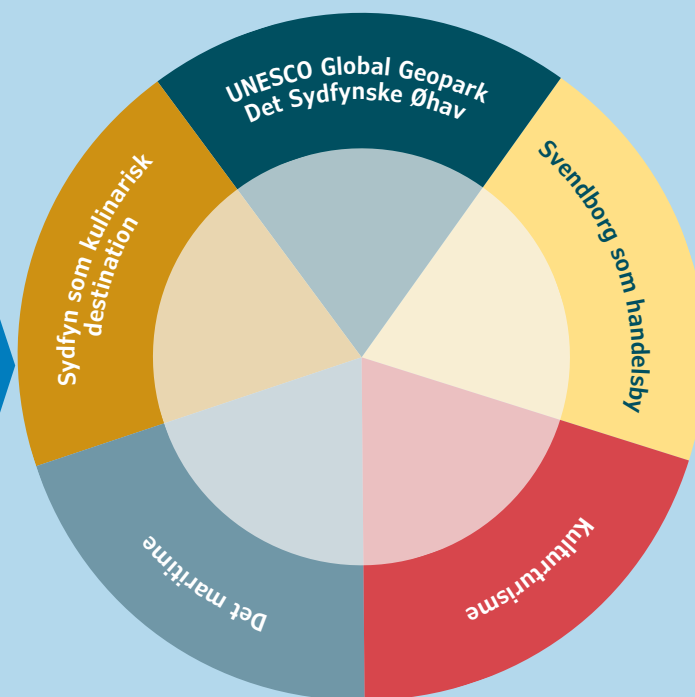 UNESCO Global Geopark
Det Sydfynske Øhav
Svendborg som handelsby
Kulturturisme
Det maritime
Sydfyn som kulinarisk
destination